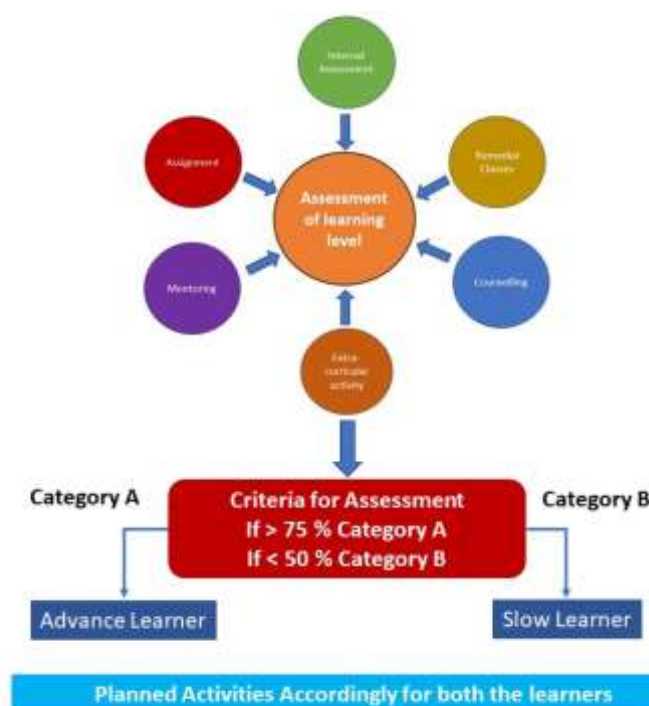 Internal
Assessment
Assignment
Remedial
Classes
Assessment
of learning
level
Mentoring
Counselling
Extra-
curricular
activity
Category A
Criteria for Assessment
If > 75 % Category A
If < 50 % Category B
Category B
Advance Learner
Slow Learner
Planned Activities Accordingly for both the learners